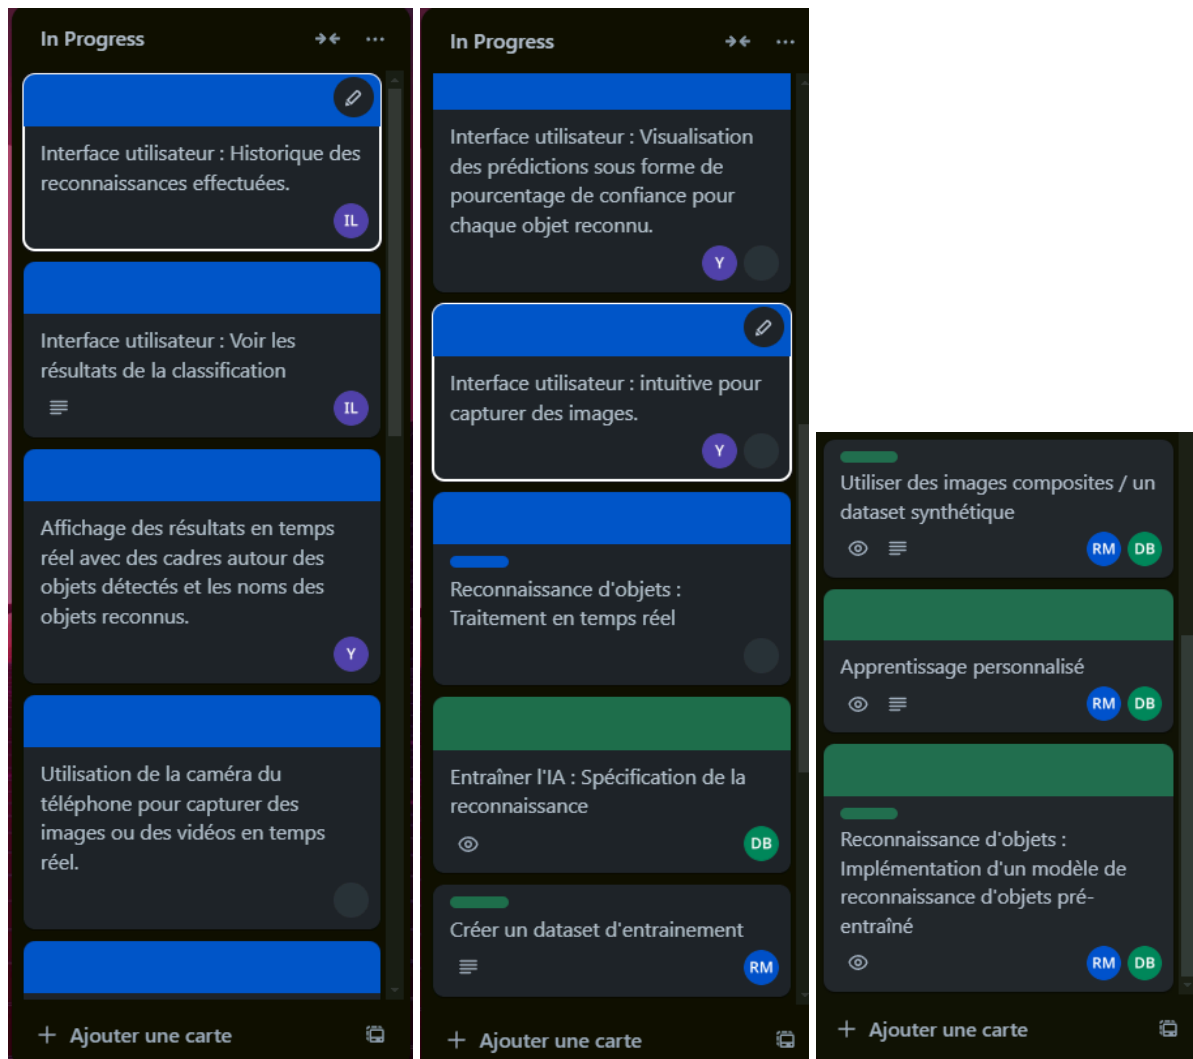 In Progress
Interface utilisateur : Historique des
reconnaissances effectuées.
IL
Interface utilisateur : Voir les
résultats de la classification
IL
Affichage des résultats en temps
réel avec des cadres autour des
objets détectés et les noms des
objets reconnus.
Y
Utilisation de la caméra du
téléphone pour capturer des
images ou des vidéos en temps
réel.
Ajouter une carte
In Progress
Interface utilisateur : Visualisation
des prédictions sous forme de
pourcentage de confiance pour
chaque objet reconnu.
Y
Interface utilisateur : intuitive pour
capturer des images.
Y
Reconnaissance d'objets :
Traitement en temps réel
Entraîner l'IA : Spécification de la
reconnaissance
DB
Créer un dataset d'entrainement
RM
Ajouter une carte
Utiliser des images composites / un
dataset synthétique
RM DB
Apprentissage personnalisé
RM DB
Reconnaissance d'objets :
Implémentation d'un modèle de
reconnaissance d'objets pré-
entraîné
RM DB
Ajouter une carte